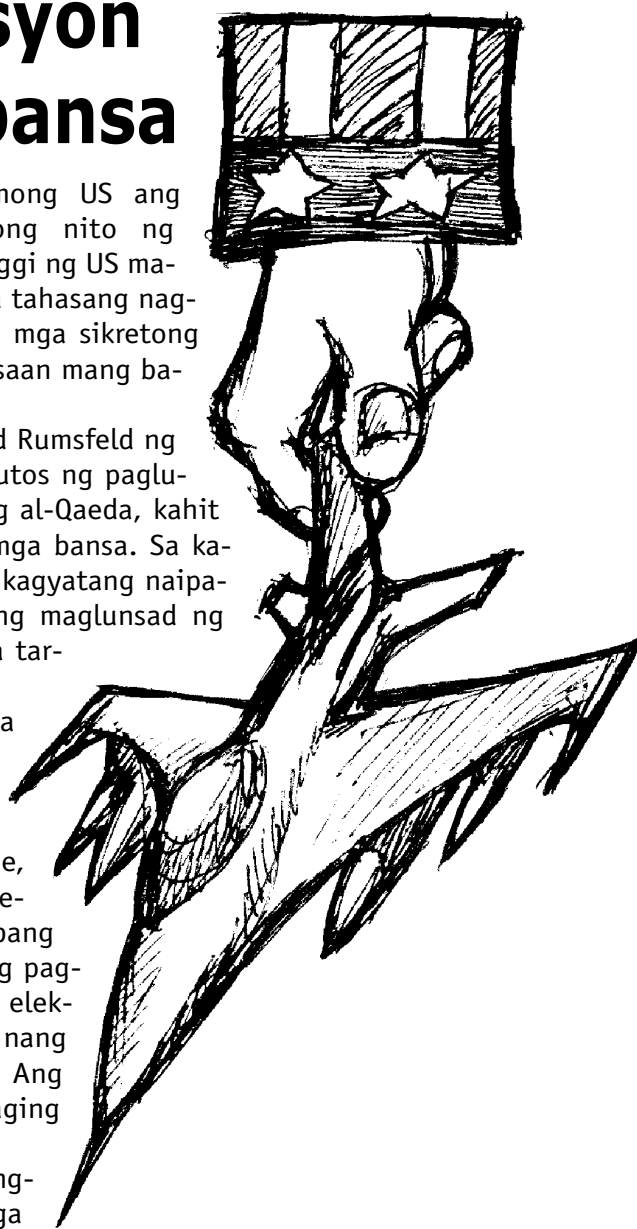 syon
bansa
mong US ang
ong nito ng
ggi ng US ma-
a tahasang nag-
mga sikretong
saan mang ba-
d Rumsfeld ng
utos ng paglu-
g al-Qaeda, kahit
mga bansa. Sa ka-
kagyatang naipa-
ng maglunsad ng
a tar-
a
e,
e-
pang
g pag-
elek-
nang
Ang
aging
ng-
ga